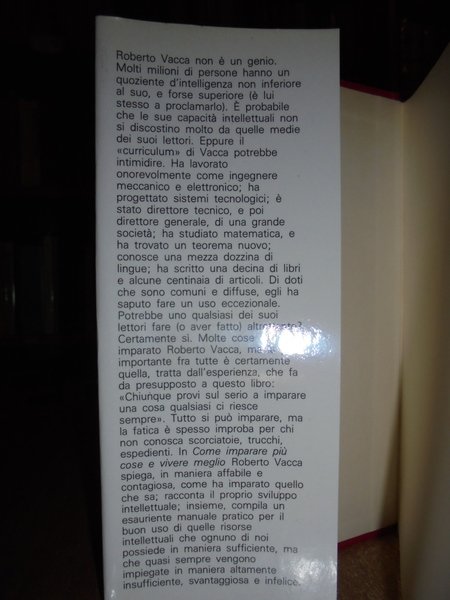 Roberto Vacca non è un genio.
Molti milioni di persone hanno un
quoziente d'intelligenza non inferiore
al suo, e forse superiore (è lui
stesso a proclamarlo). È probabile
che le sue capacità intellettuali non
si discostino molto da quelle medie
dei suoi lettori. Eppure il
«curriculum» di Vacca potrebbe
intimidire. Ha lavorato
onorevolmente come ingegnere
meccanico e elettronico; ha
progettato sistemi tecnologici; è
stato direttore tecnico, e poi
direttore generale, di una grande
società; ha studiato matematica, e
ha trovato un teorema nuovo;
conosce una mezza dozzina di
lingue; ha scritto una decina di libri
e alcune centinaia di articoli. Di doti
che sono comuni e diffuse, egli ha
saputo fare un uso eccezionale.
Potrebbe uno qualsiasi dei suoi
lettori fare (o aver fatto)
Certamente sì. Molte cose
imparato Roberto Vacca,
importante fra tutte è certamente
quella, tratta dall'esperienza, che fa
da presupposto a questo libro:
«Chiunque provi sul serio a imparare
una cosa qualsiasi ci riesce
sempre». Tutto si può imparare, ma
la fatica è spesso improba per chi
non conosca scorciatoie, trucchi,
espedienti. In Come imparare più
cose e vivere meglio Roberto Vacca
spiega, in maniera affabile e
contagiosa, come ha imparato quello
che sa; racconta il proprio sviluppo
intellettuale; insieme, compila un
esauriente manuale pratico per il
buon uso di quelle risorse
intellettuali che ognuno di noi
possiede in maniera sufficiente, ma
che quasi sempre vengono
impiegate in maniera altamente
insufficiente, svantaggiosa e infelice.